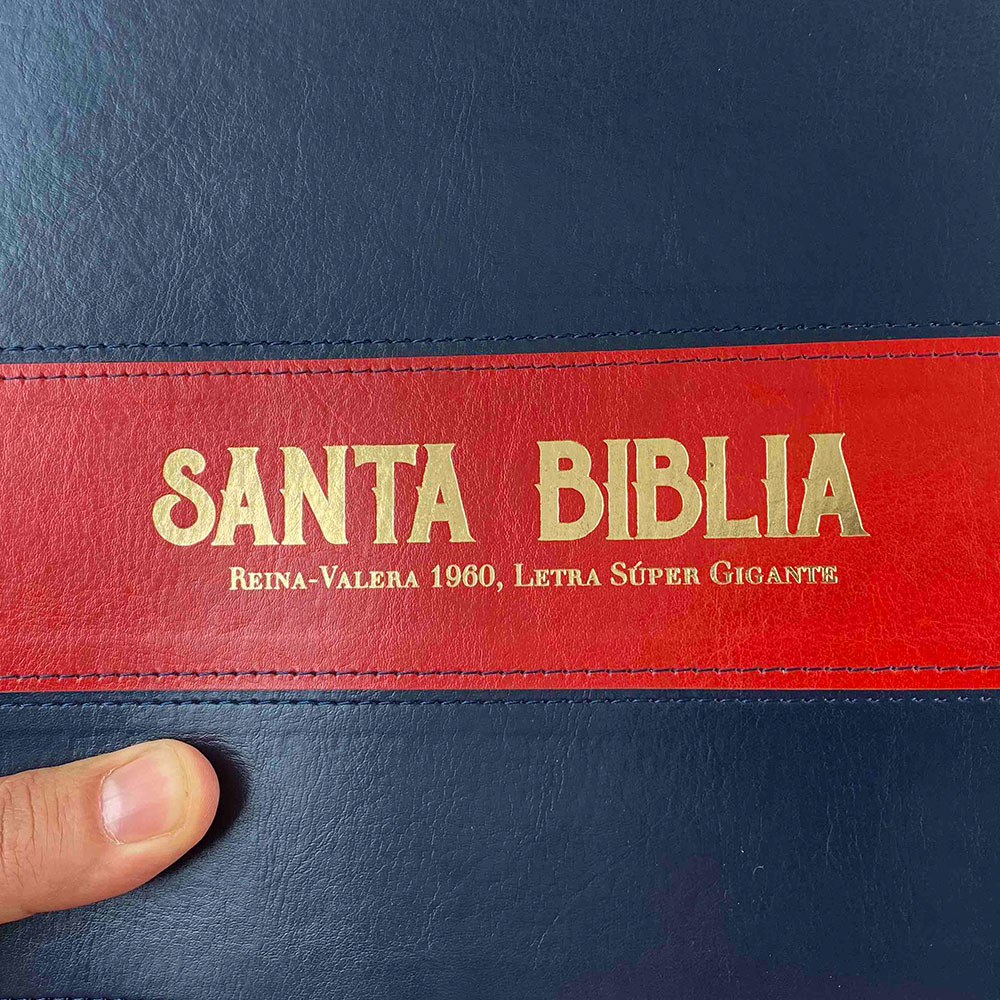 SANTA BIBLIA
REINA-VALERA 1960, LETRA SÚPER GIGANTE